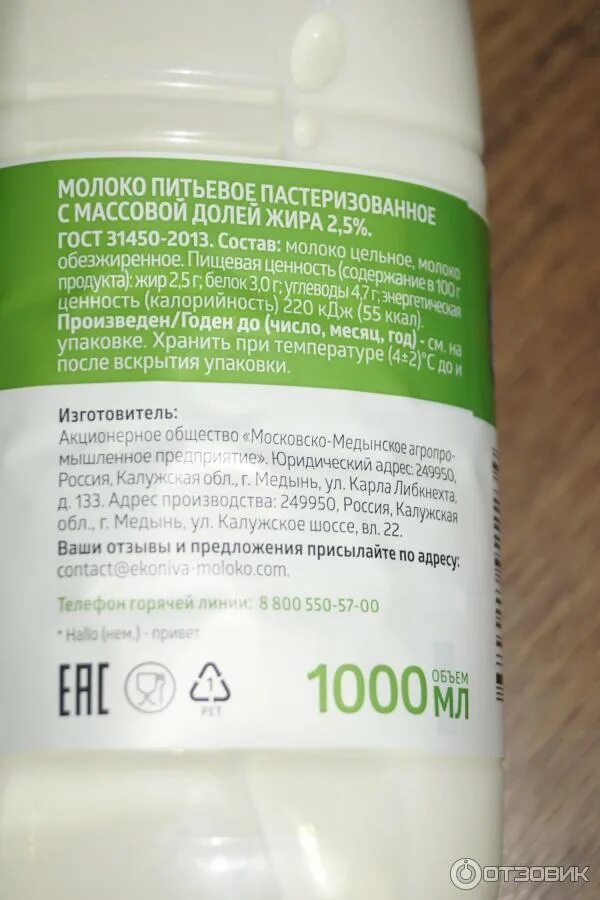 МОЛОКО ПИТЬЕВОЕ ПАСТЕРИЗОВАННОЕ
С МАССОВОЙ ДОЛЕЙ ЖИРА 2,5%.
ГОСТ 31450-2013. Состав: молоко цельное, молоко
обезжиренное. Пищевая ценность (содержание в 100 г
продукта): жир 2,5 г; белок 3,0 г; углеводы 4,7 г; энергетическая
ценность (калорийность) 220 кДж (55 ккал).
Произведен/Годен до (число, месяц, год) - см. на
упаковке. Хранить при температуре (4±2)°С до и
после вскрытия упаковки.
Изготовитель:
Акционерное общество «Московско-Медынское агропро-
мышленное предприятие». Юридический адрес: 249950,
Россия, Калужская обл., г. Медынь, ул. Карла Либкнехта,
д. 133. Адрес производства: 249950, Россия, Калужская
обл., г. Медынь, ул. Калужское шоссе, вл. 22.
Ваши отзывы и предложения присылайте по адресу:
contact@ekoniva-moloko.com.
Телефон горячей линии: 8 800 550-57-00
* Hallo (нем.) - привет
EAC
1
PET
1000 ОБЪЕМ МЛ
ОТЗОВИК